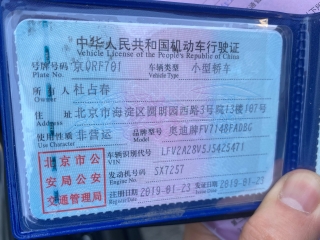 中华人民共和国机动车行驶证
Vehicle License of the People's Republic of China
号牌号码 京QRF701 车辆类型 小型轿车
Plate No. Vehicle Type
所有人 杜占春
Owner
住址 北京市海淀区圆明园西路3号院13楼107号
Address
使用性质 非营运 品牌型号 奥迪牌FV7148FADBG
Use Character Model
北京市公 车辆识别代号 LFV2A28V5J5425471
VIN
安局公安 发动机号码 SX7257
Engine No.
交通管理局 注册日期 2019-01-23 发证日期 2019-01-23
Register Date Issue Date